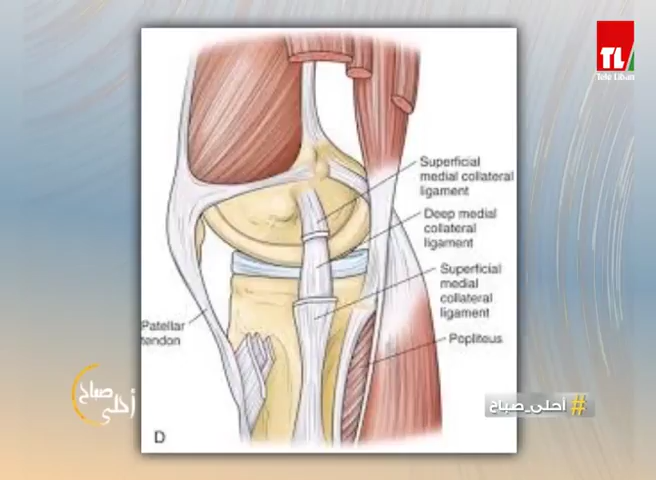 TL
Tele Liban
Superficial
medial collateral
ligament
Deep medial
collateral
ligament
Superficial
medial
collateral
ligament
Patellar
tendon
Popliteus
أحلى صباح
#أحلى_صباح
D